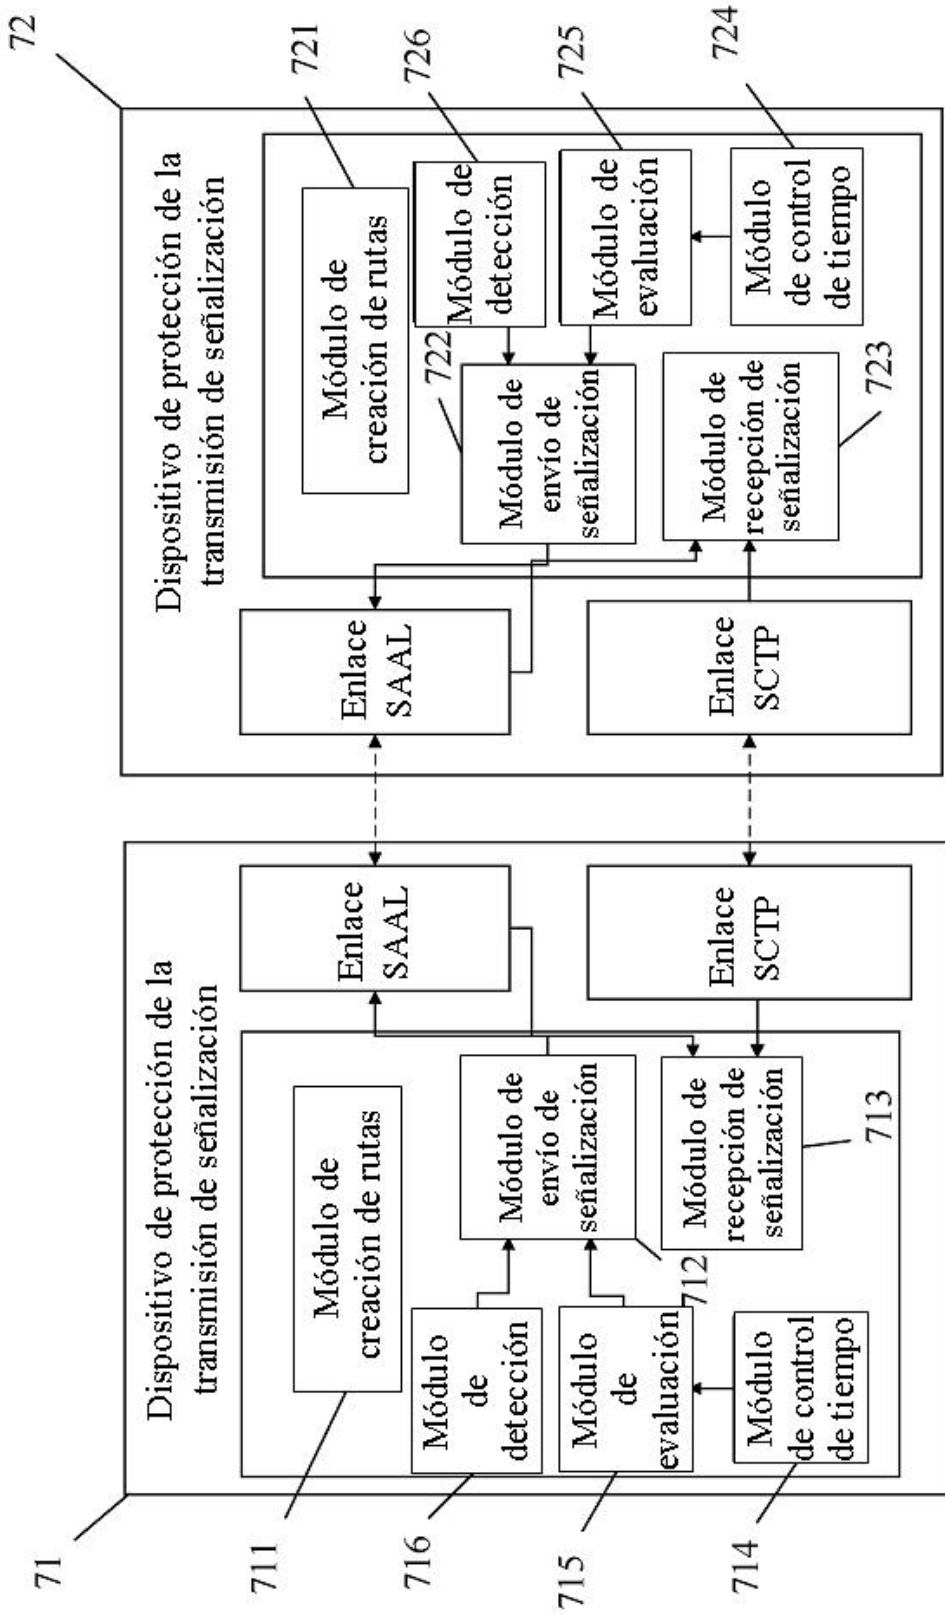 71
Dispositivo de protección de la
transmisión de señalización
711
Módulo de
creación de rutas
716
Módulo
de
detección
715
Módulo
de
evaluación
714
Módulo
de control
de tiempo
Módulo de
envío de
señalización
712
Módulo de
recepción de
señalización
713
Enlace
SAAL
Enlace
SCTP
72
Dispositivo de protección de la
transmisión de señalización
721
Módulo de
creación de rutas
726
Módulo de
detección
725
Módulo de
evaluación
724
Módulo
de control
de tiempo
722
Módulo de
envío de
señalización
723
Módulo de
recepción de
señalización
Enlace
SAAL
Enlace
SCTP